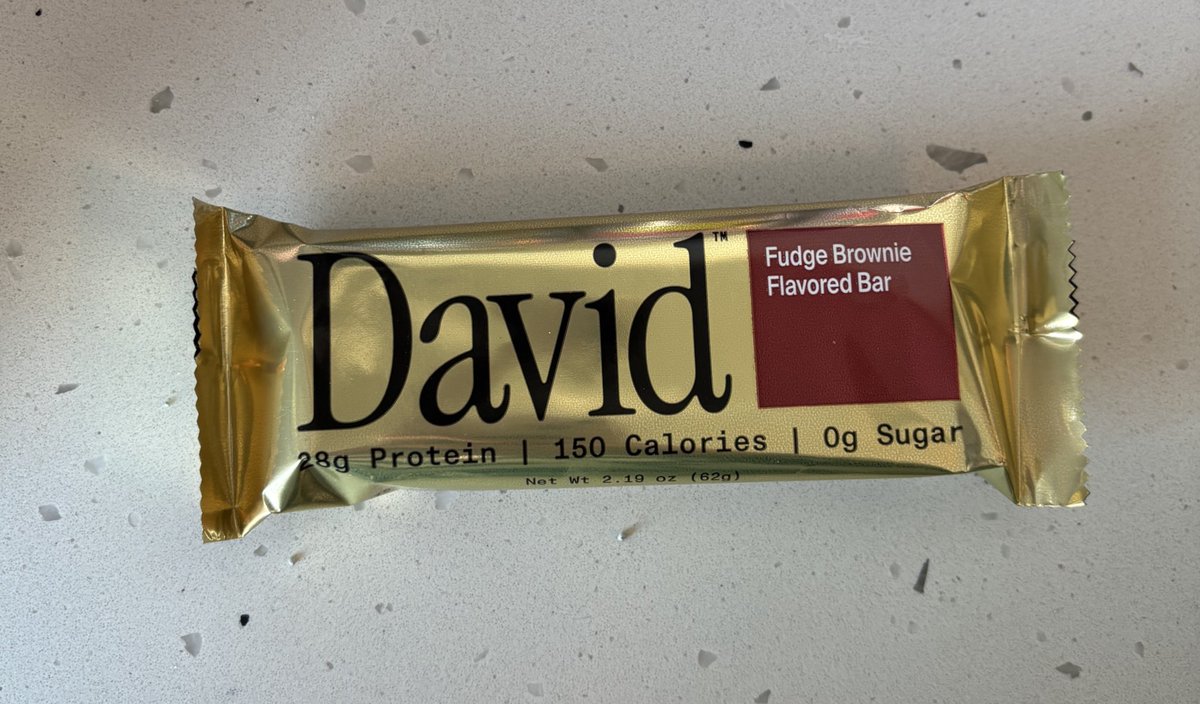 David™
Fudge Brownie
Flavored Bar
28g Protein | 150 Calories | 0g Sugar
Net Wt 2.19 oz (62g)